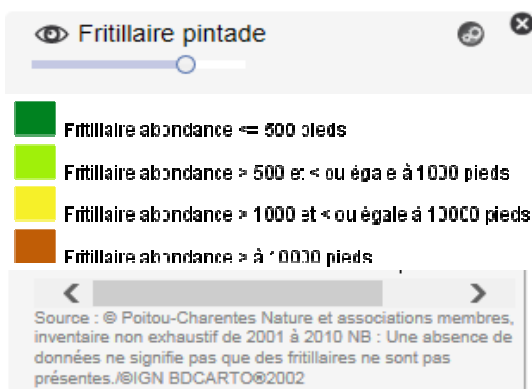 Fritillaire pintade
Fritillaire abondance <= 500 pieds
Fritillaire abondance > 500 et < ou égale à 1000 pieds
Fritillaire abondance > 1000 et < ou égale à 10000 pieds
Fritillaire abondance > à 10000 pieds
Source : © Poitou-Charentes Nature et associations membres,
inventaire non exhaustif de 2001 à 2010 NB : Une absence de
données ne signifie pas que des fritillaires ne sont pas
présentes./©IGN BDCARTO®2002